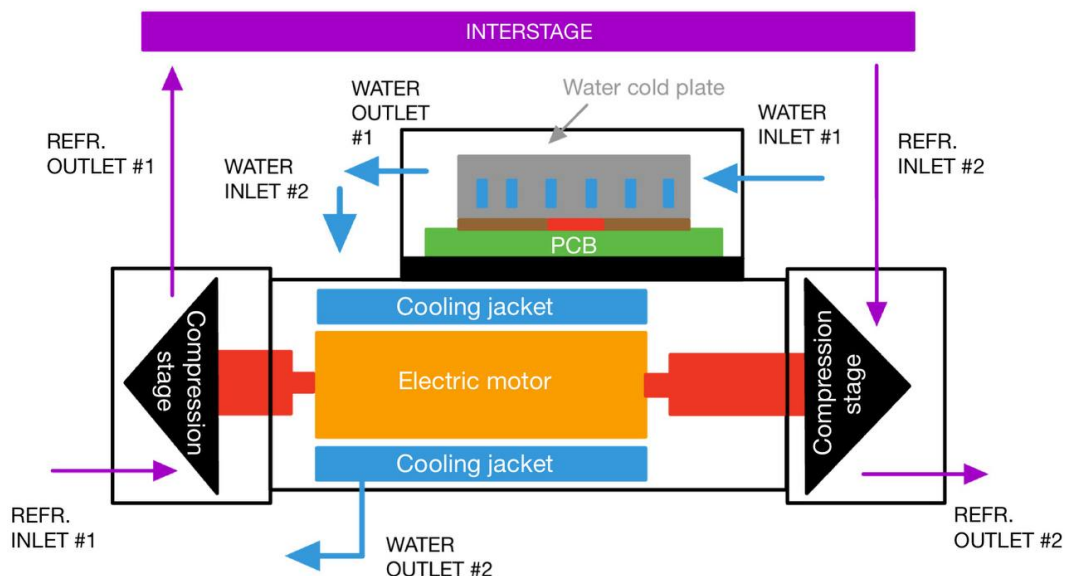 INTERSTAGE
Water cold plate
WATER
OUTLET
#1
WATER
INLET #1
REFR.
OUTLET #1
WATER
INLET #2
REFR.
INLET #2
PCB
Cooling jacket
Compression
stage
Electric motor
Compression
stage
Cooling jacket
REFR.
INLET #1
WATER
OUTLET #2
REFR.
OUTLET #2